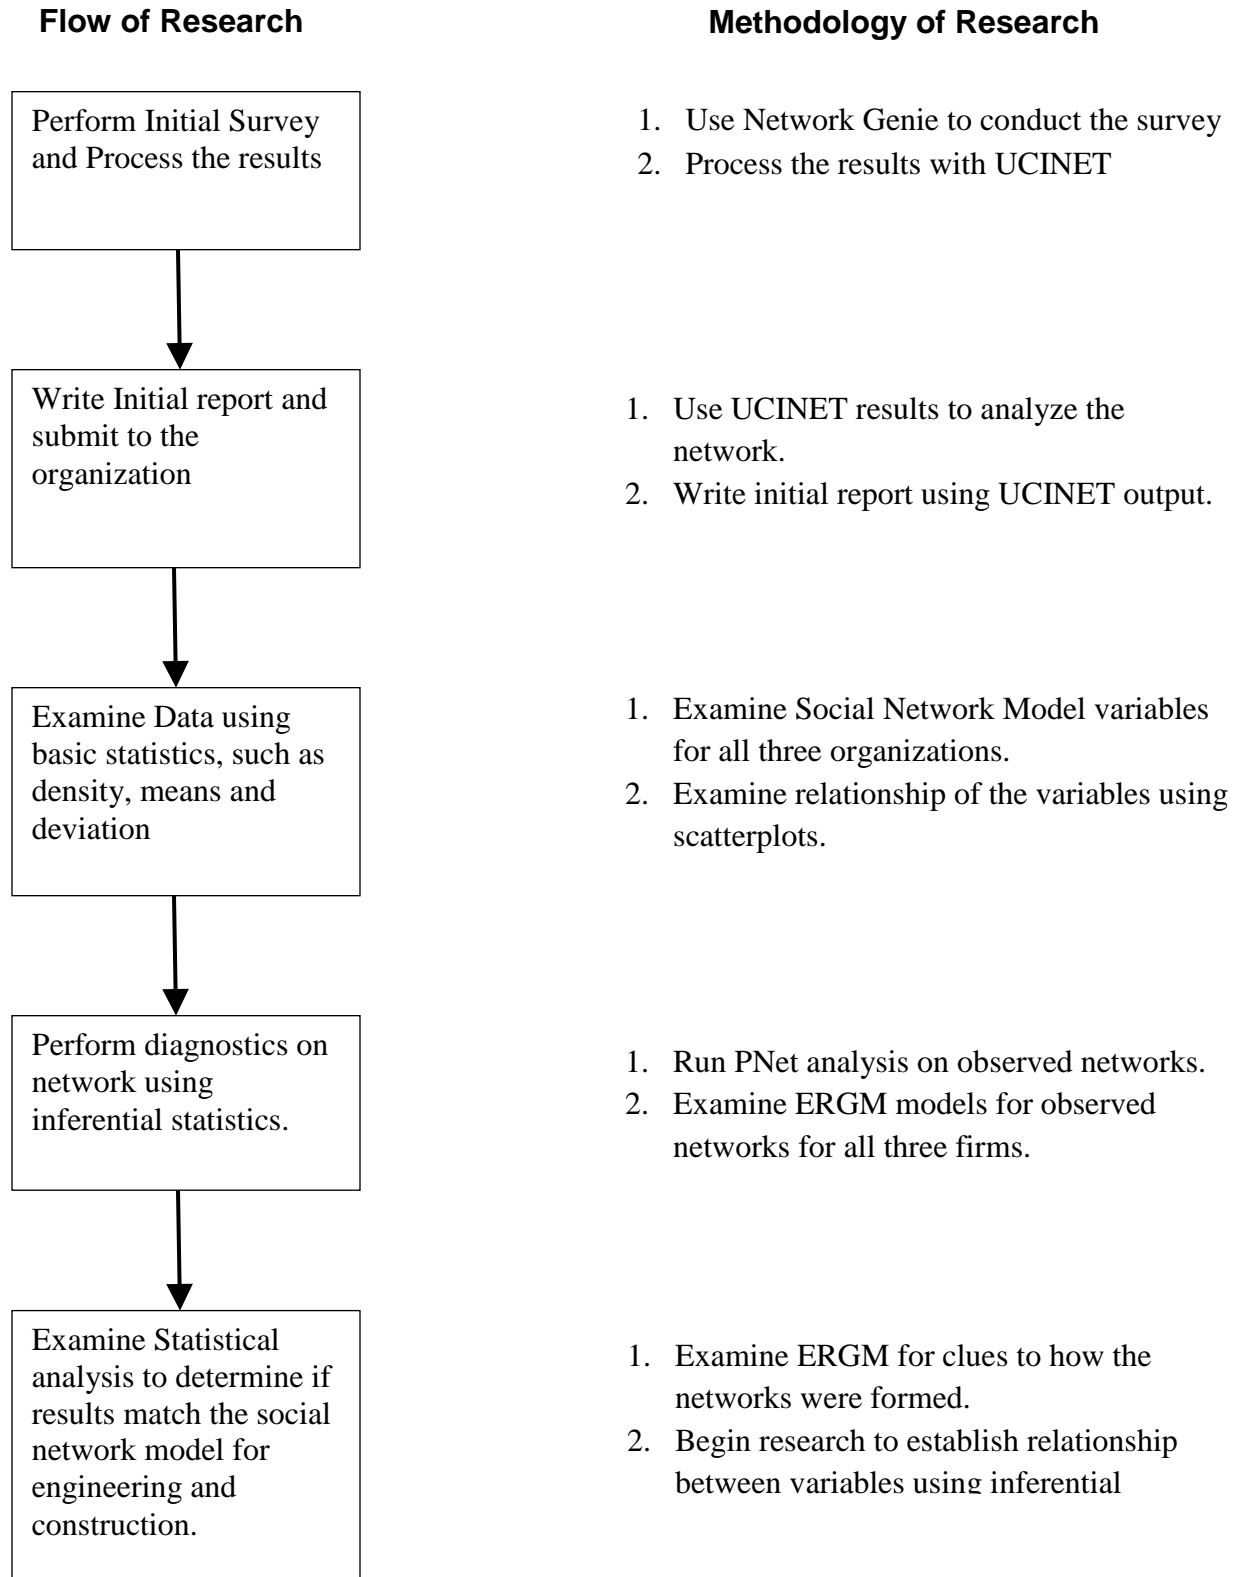 Flow of Research
Methodology of Research
Perform Initial Survey
and Process the results
1. Use Network Genie to conduct the survey
2. Process the results with UCINET
Write Initial report and
submit to the
organization
1. Use UCINET results to analyze the
network.
2. Write initial report using UCINET output.
Examine Data using
basic statistics, such as
density, means and
deviation
1. Examine Social Network Model variables
for all three organizations.
2. Examine relationship of the variables using
scatterplots.
Perform diagnostics on
network using
inferential statistics.
1. Run PNet analysis on observed networks.
2. Examine ERGM models for observed
networks for all three firms.
Examine Statistical
analysis to determine if
results match the social
network model for
engineering and
construction.
1. Examine ERGM for clues to how the
networks were formed.
2. Begin research to establish relationship
between variables using inferential